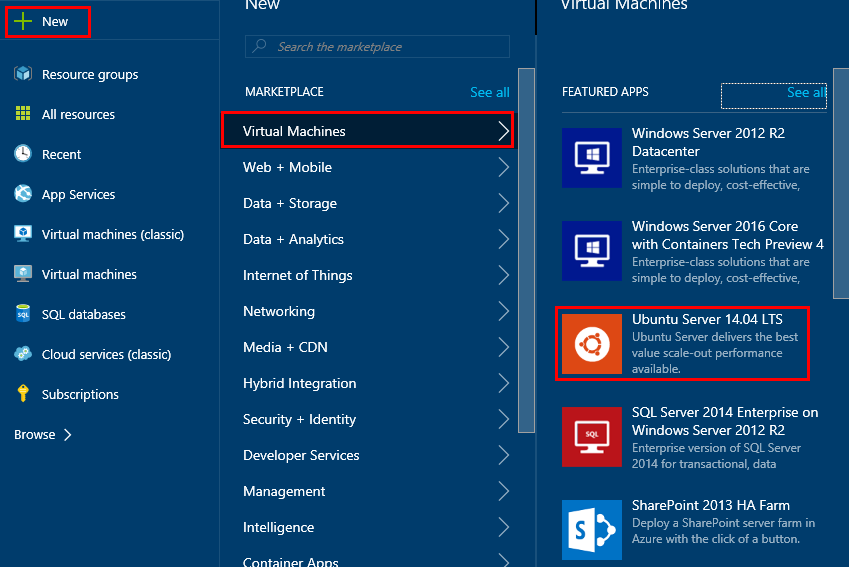 New
Resource groups
All resources
Recent
App Services
Virtual machines (classic)
Virtual machines
SQL databases
Cloud services (classic)
Subscriptions
Browse
New
Search the marketplace
MARKETPLACE
See all
Virtual Machines
Web + Mobile
Data + Storage
Data + Analytics
Internet of Things
Networking
Media + CDN
Hybrid Integration
Security + Identity
Developer Services
Management
Intelligence
Container Apps
Virtual Machines
FEATURED APPS
See all
Windows Server 2012 R2
Datacenter
Enterprise-class solutions that are
simple to deploy, cost-effective,
Windows Server 2016 Core
with Containers Tech Preview 4
Enterprise-class solutions that are
simple to deploy, cost-effective,
Ubuntu Server 14.04 LTS
Ubuntu Server delivers the best
value scale-out performance
available.
SQL
SQL Server 2014 Enterprise on
Windows Server 2012 R2
Enterprise version of SQL Server
2014 for transactional, data
S
SharePoint 2013 HA Farm
Deploy a SharePoint server farm in
Azure with the click of a button.